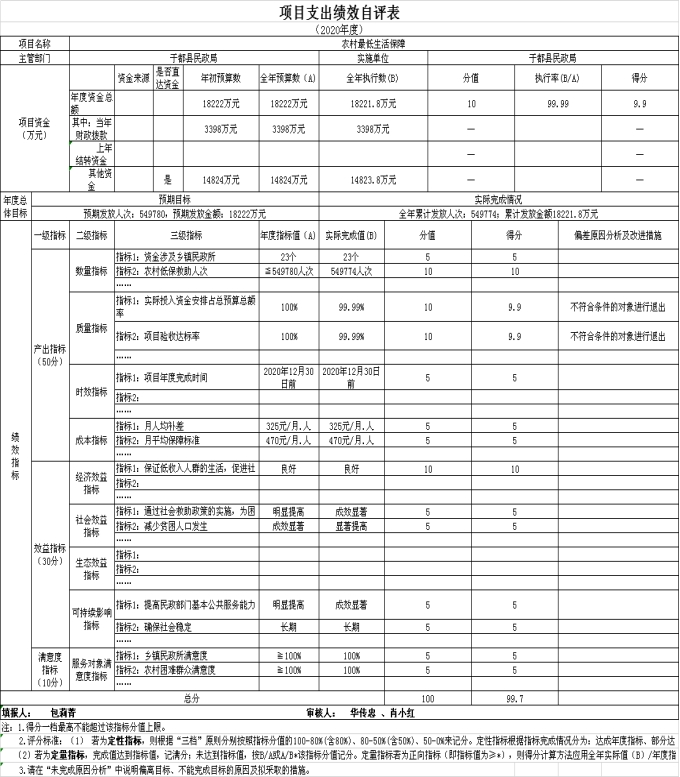 项目支出绩效自评表
（2020年度）
项目名称 农村最低生活保障
主管部门 于都县民政局 实施单位 于都县民政局
项目资金（万元） 资金来源 是否直达资金 年初预算数 全年预算数（A） 全年执行数(B) 分值 执行率(B/A) 得分
年度资金总额 18222万元 18222万元 18221.8万元 10 99.99 9.9
其中：当年财政拨款 3398万元 3398万元 3398万元 — —
上年结转资金 — —
其他资金 是 14824万元 14824万元 14823.8万元 — —
年度总体目标 预期目标 实际完成情况
预期发放人次：549780，预期发放金额：18222万元 全年累计发放人次：549774；累计发放金额18221.8万元
绩效指标 一级指标 二级指标 三级指标 年度指标值（A） 实际完成值(B) 分值 得分 偏差原因分析及改进措施
产出指标（50分） 数量指标 指标1：资金涉及乡镇民政所 23个 23个 5 5
指标2：农村低保救助人次 ≦549780人次 549774人次 10 10
……
质量指标 指标1：实际投入资金安排占总预算总额率 100% 99.99% 10 9.9 不符合条件的对象进行退出
指标2：项目验收达标率 100% 99.99% 10 9.9 不符合条件的对象进行退出
……
时效指标 指标1：项目年度完成时间 2020年12月30日前 2020年12月30日前 5 5
指标2：
……
成本指标 指标1：月人均补差 325元/月.人 325元/月.人 5 5
指标2：月平均保障标准 470元/月.人 470元/月.人 5 5
……
效益指标（30分） 经济效益指标 指标1：保证低收入人群的生活，促进社 良好 良好 10 10
指标2：
……
社会效益指标 指标1：通过社会救助政策的实施，为困 明显提高 成效显著 5 5
指标2：减少贫困人口发生 成效显著 显著提高 5 5
……
生态效益指标 指标1：
指标2：
……
可持续影响指标 指标1：提高民政部门基本公共服务能力 明显提高 成效显著 5 5
指标2：确保社会稳定 长期 长期 5 5
……
满意度指标（10分） 服务对象满意度指标 指标1：乡镇民政所满意度 ≧100% 100% 5 5
指标2：农村困难群众满意度 ≧100% 100% 5 5
……
总分 100 99.7
填报人： 包莉菁 审核人： 华传忠 、肖小红
注：1.得分一档最高不能超过该指标分值上限。
2.评分标准：（1） 若为定性指标，则根据“三档”原则分别按照指标分值的100-80%(含80%)、80-50%(含50%)、50-0%来记分。定性指标根据指标完成情况分为：达成年度指标、部分达
（2）若为定量指标，完成值达到指标值，记满分；未达到指标值，按B/A或A/B*该指标分值记分。定量指标若为正向指标（即指标值为≥*），则得分计算方法应用全年实际值（B）/年度指
3.请在“未完成原因分析”中说明偏离目标、不能完成目标的原因及拟采取的措施。